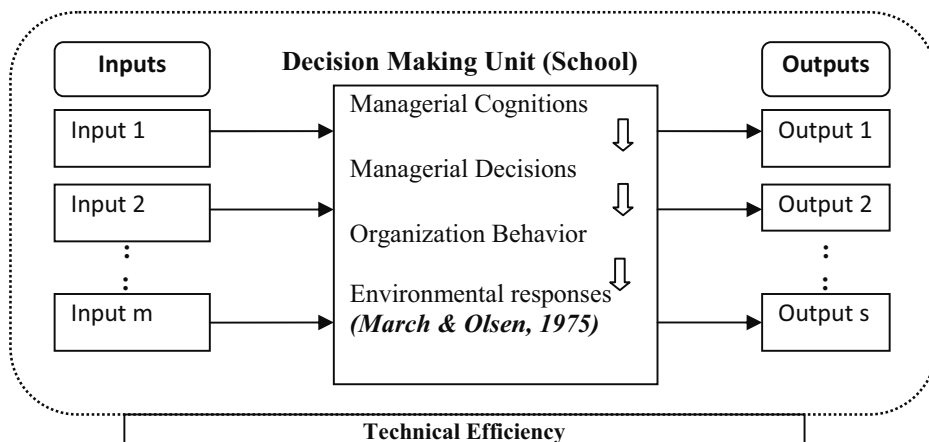 Inputs
Decision Making Unit (School)
Outputs
Input 1
Managerial Cognitions
Output 1
Input 2
Managerial Decisions
Output 2
Organization Behavior
Input m
Environmental responses
(March & Olsen, 1975)
Output s
Technical Efficiency